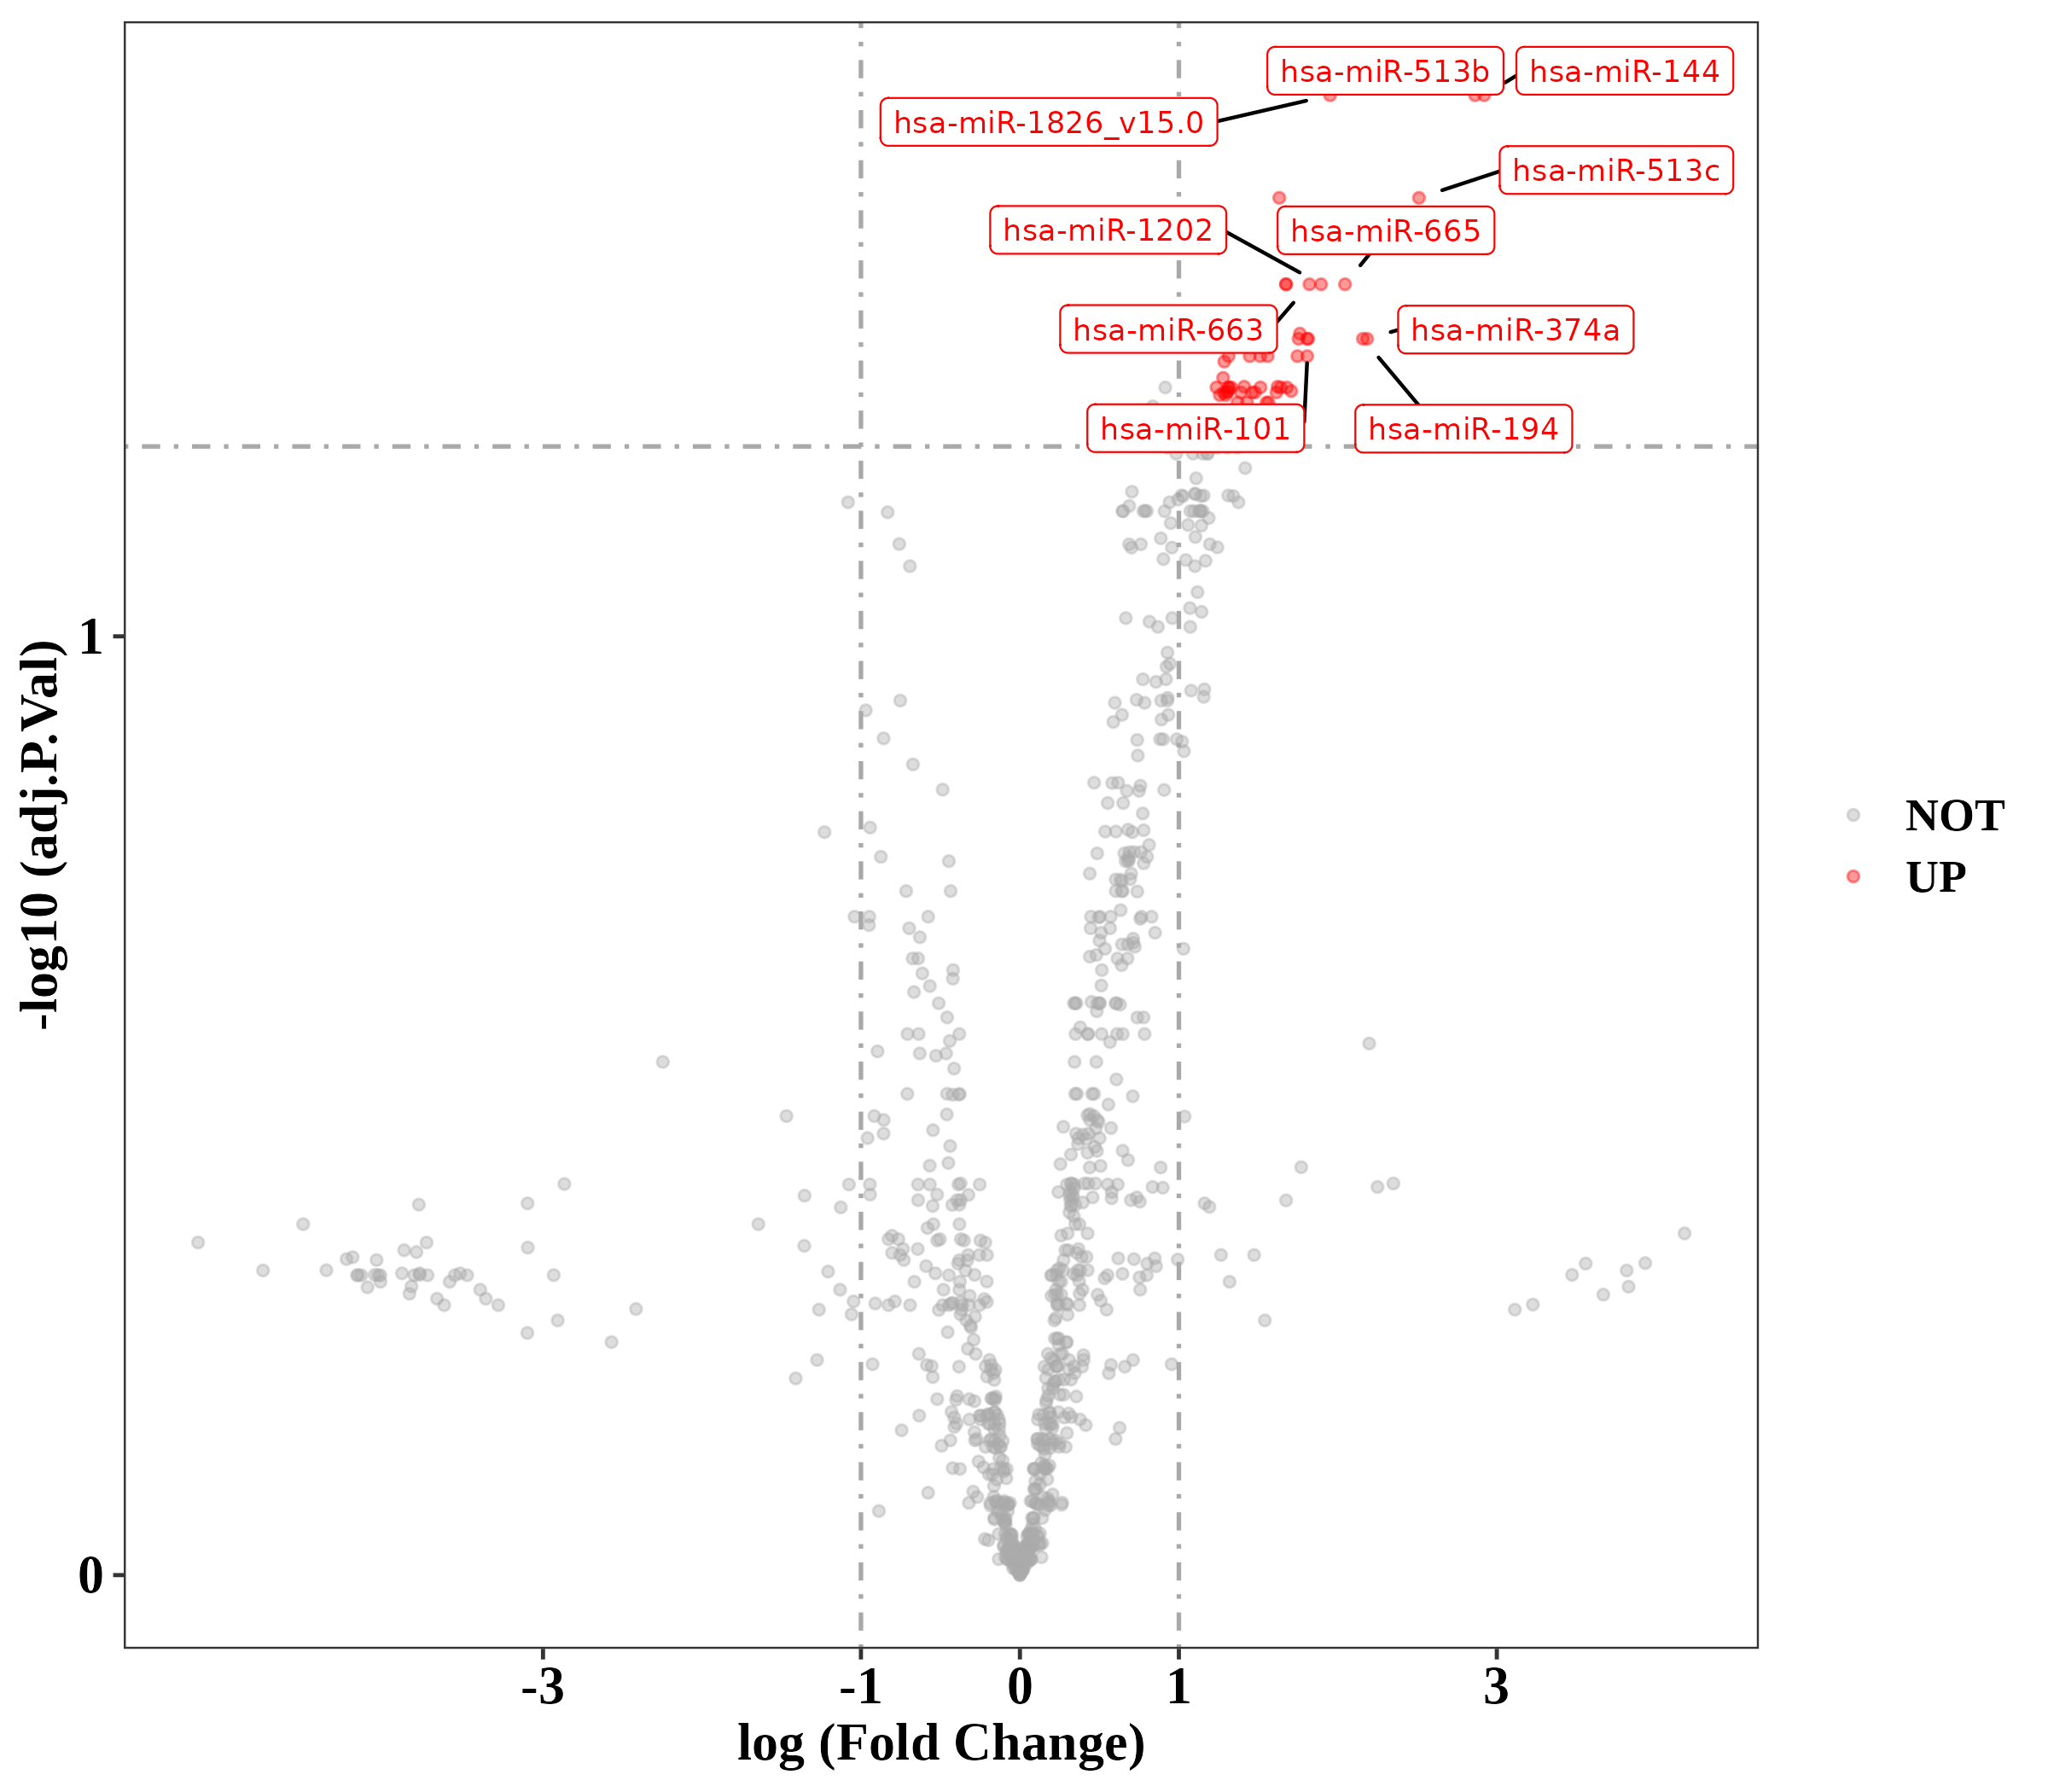 hsa-miR-513b
hsa-miR-144
hsa-miR-1826_v15.0
hsa-miR-513c
hsa-miR-1202
hsa-miR-665
hsa-miR-663
hsa-miR-374a
hsa-miR-101
hsa-miR-194
-log10 (adj.P.Val)
1
0
NOT
UP
-3
-1
0
1
3
log (Fold Change)